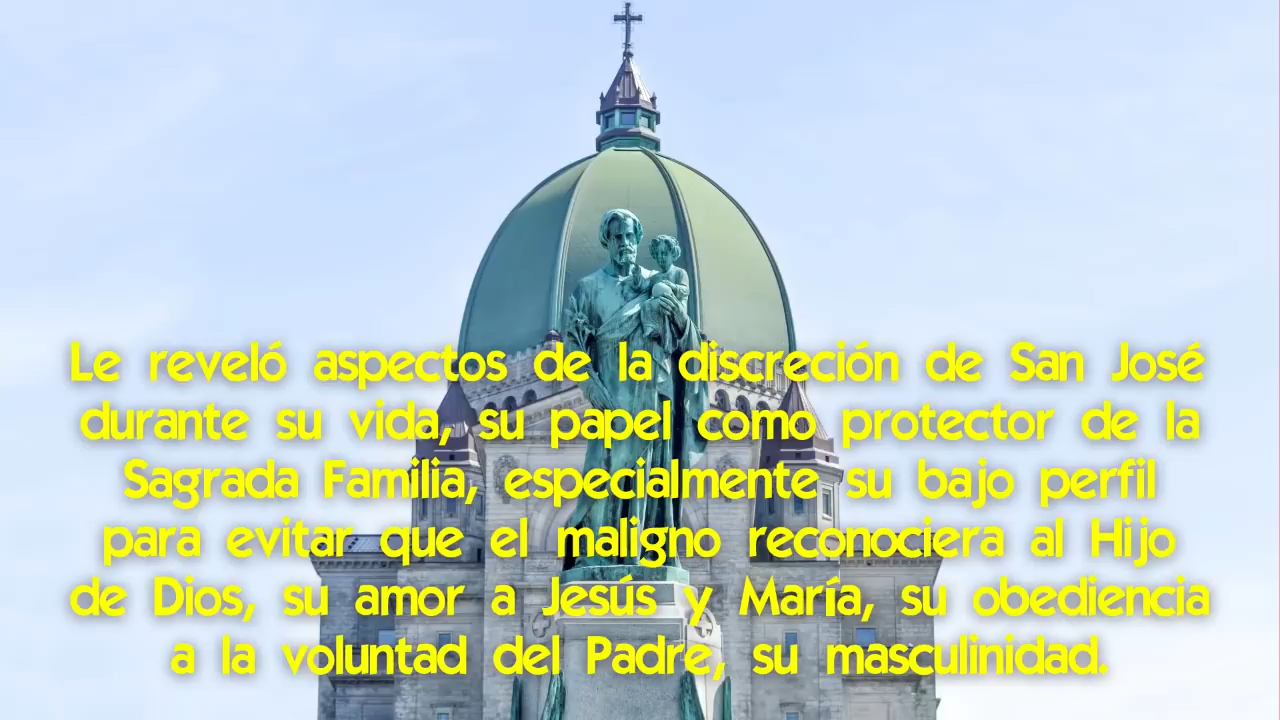 Le reveló aspectos de la discreción de San José
durante su vida, su papel como protector de la
Sagrada Familia, especialmente su bajo perfil
para evitar que el maligno reconociera al Hijo
de Dios, su amor a Jesús y María, su obediencia
a la voluntad del Padre, su masculinidad.